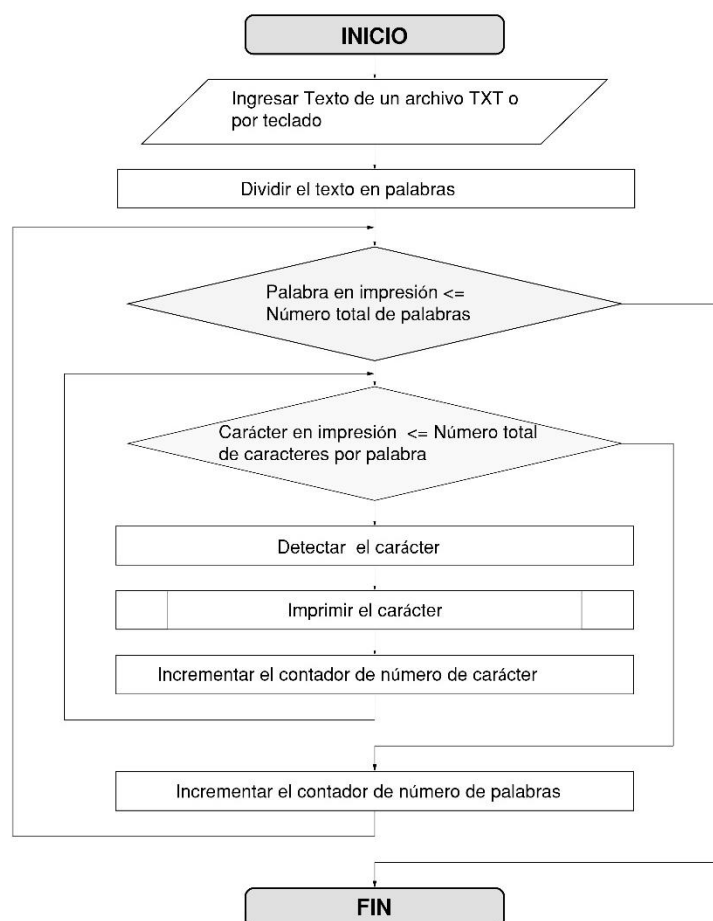 INICIO
Ingresar Texto de un archivo TXT o
por teclado
Dividir el texto en palabras
Palabra en impresión <=
Número total de palabras
Carácter en impresión <= Número total
de caracteres por palabra
Detectar el carácter
Imprimir el carácter
Incrementar el contador de número de carácter
Incrementar el contador de número de palabras
FIN